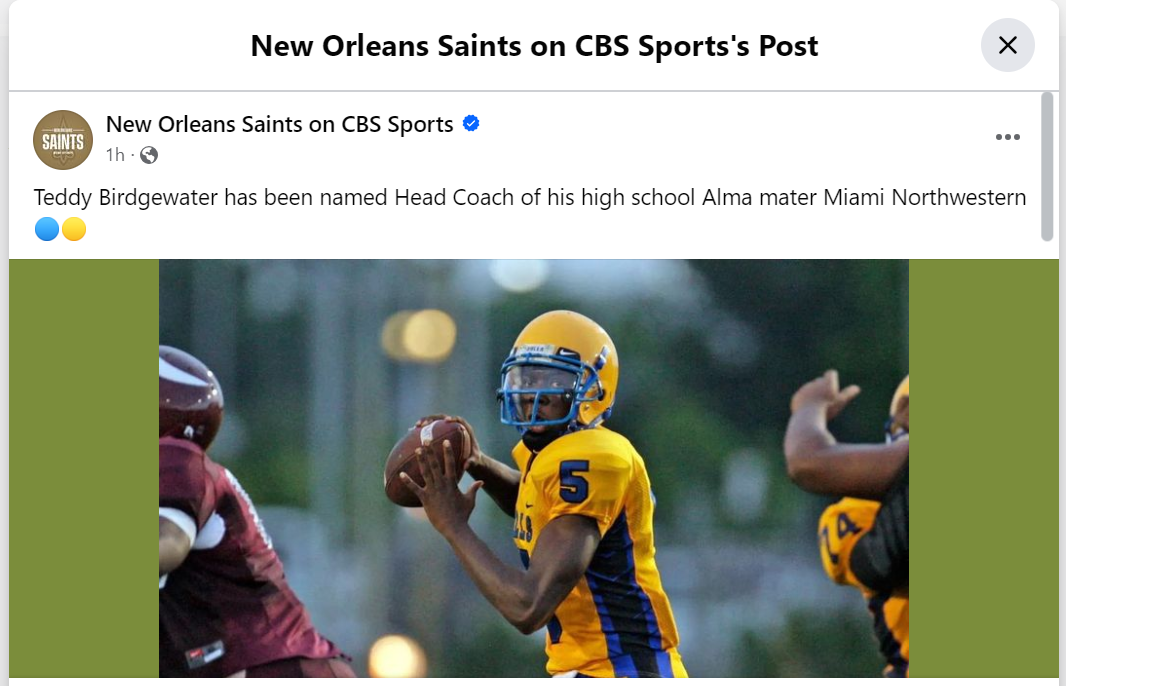 New Orleans Saints on CBS Sports's Post
SAINTS
New Orleans Saints on CBS Sports
1h ·
Teddy Birdgewater has been named Head Coach of his high school Alma mater Miami Northwestern
5
74